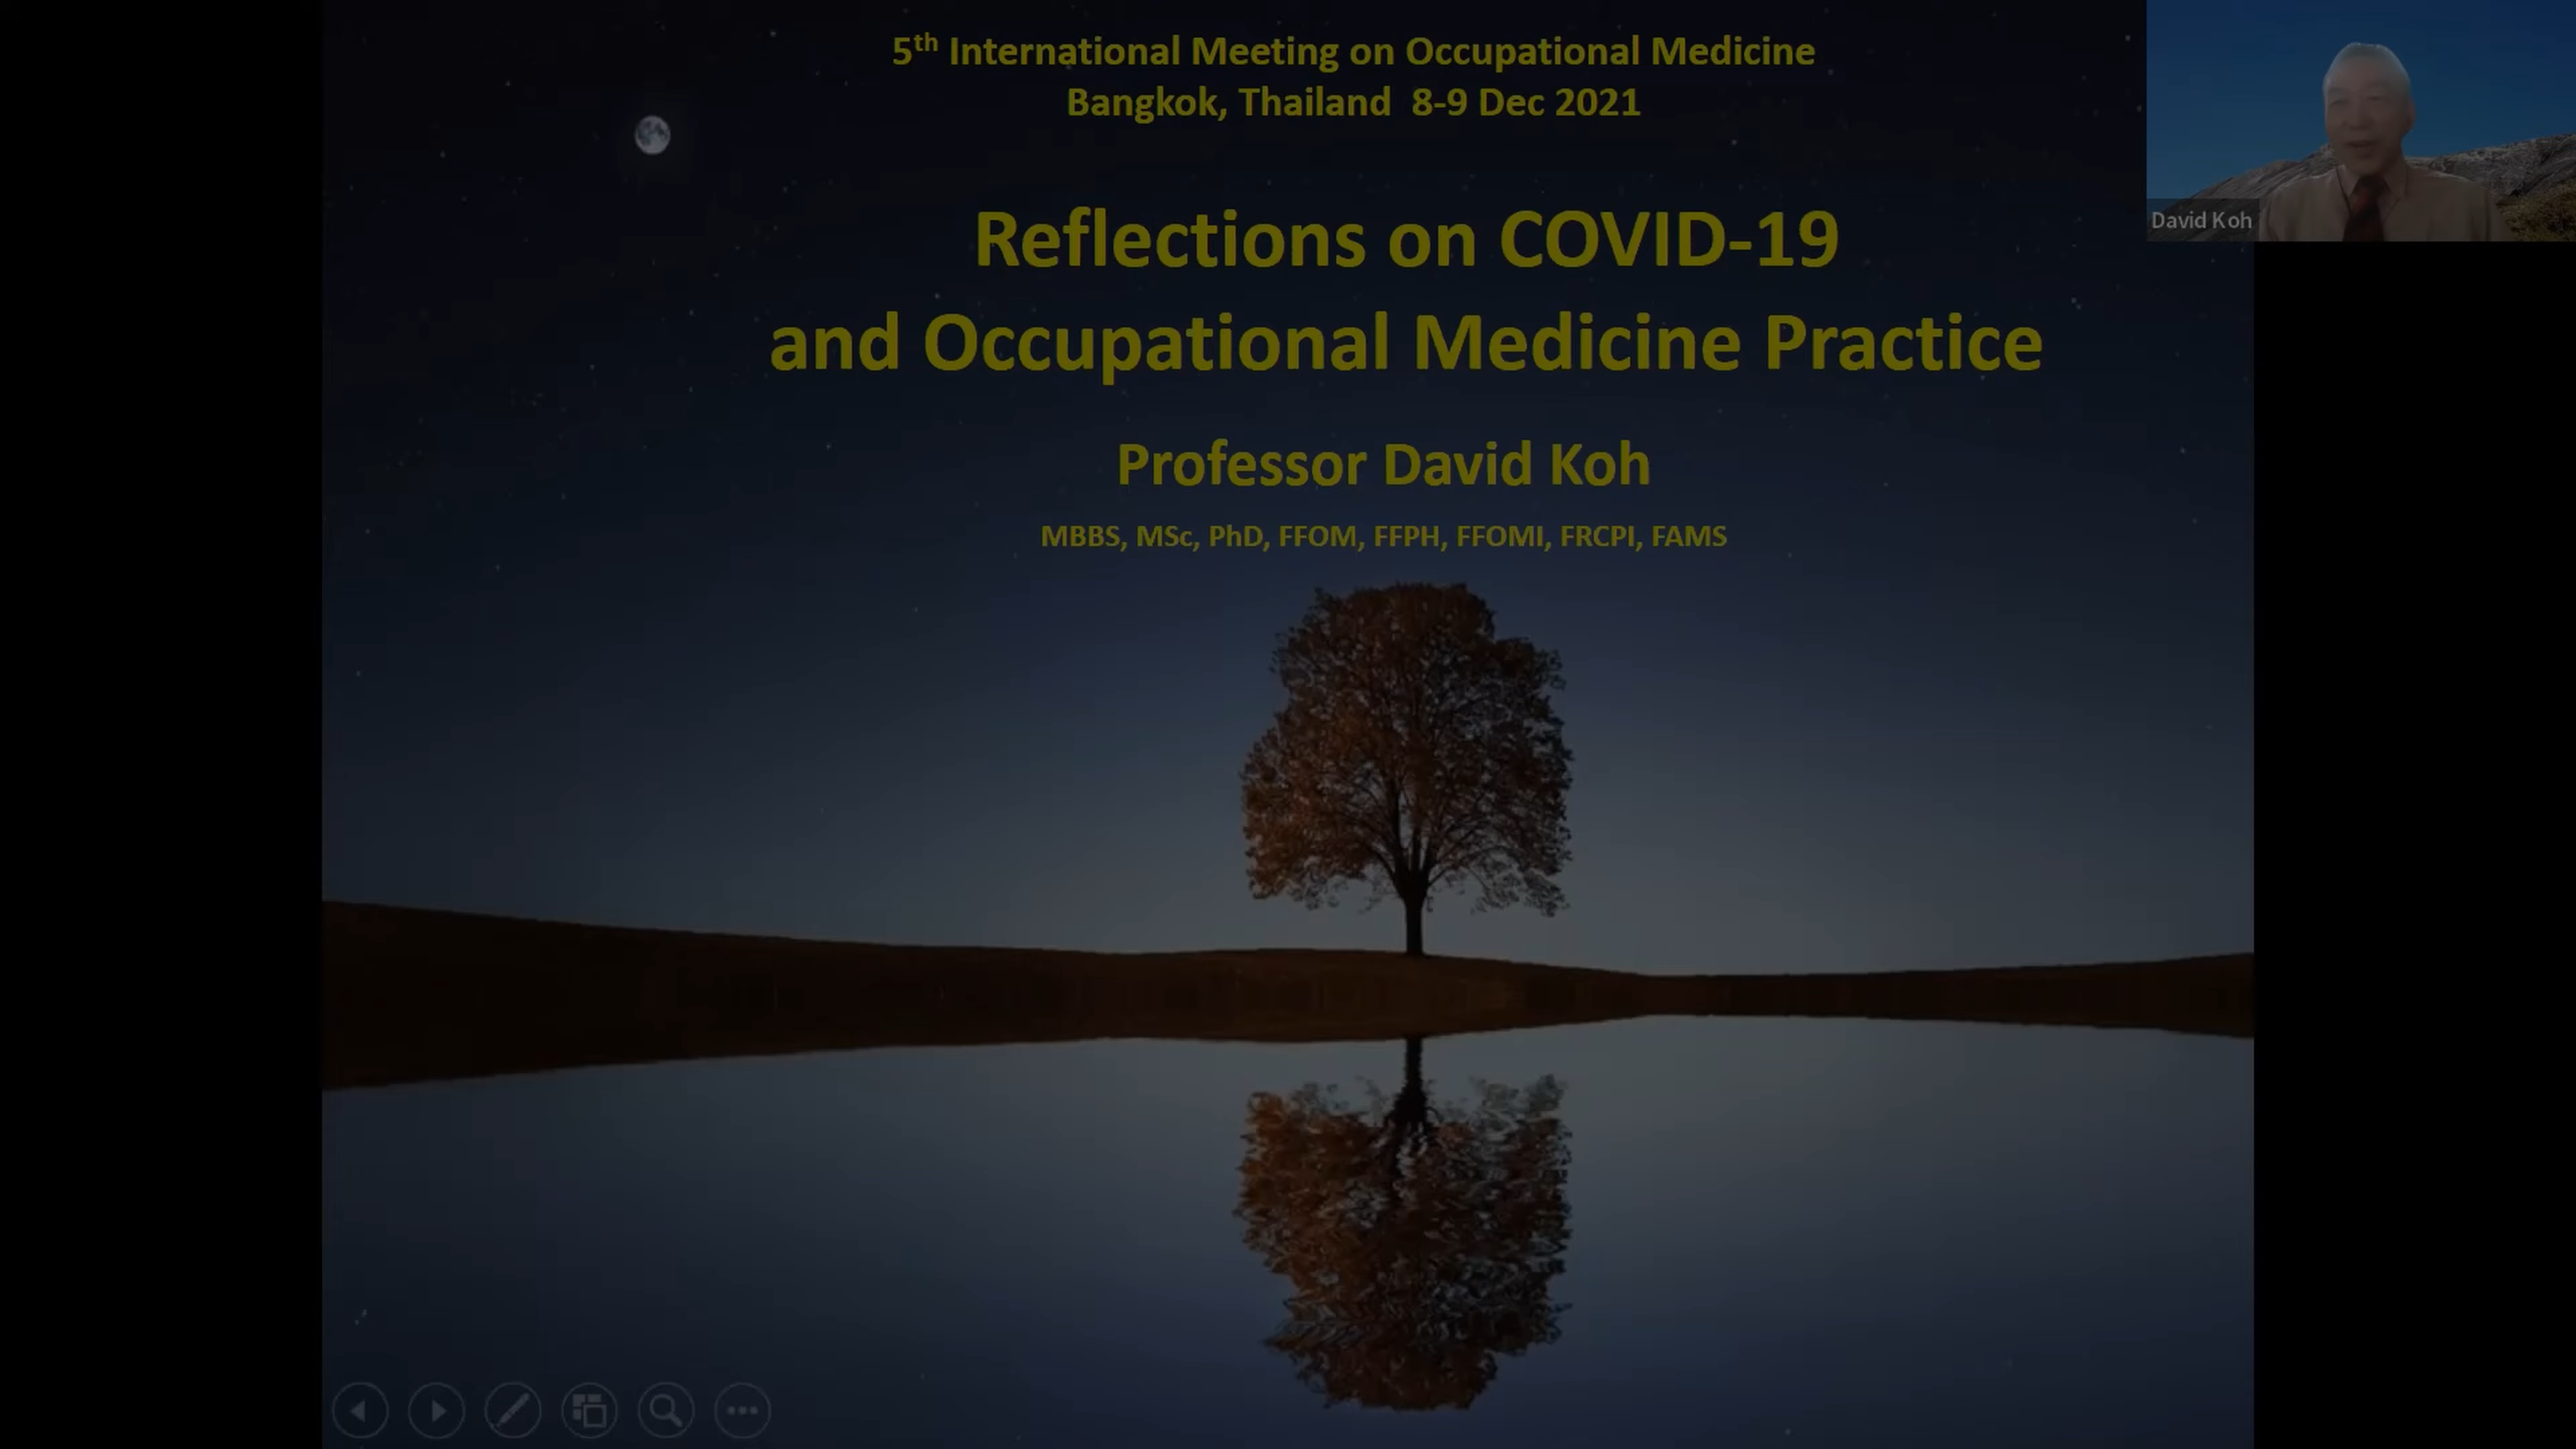 5th International Meeting on Occupational Medicine
Bangkok, Thailand 8-9 Dec 2021
Reflections on COVID-19
and Occupational Medicine Practice
Professor David Koh
MBBS, MSc, PhD, FFOM, FFPH, FFOMI, FRCPI, FAMS
David Koh